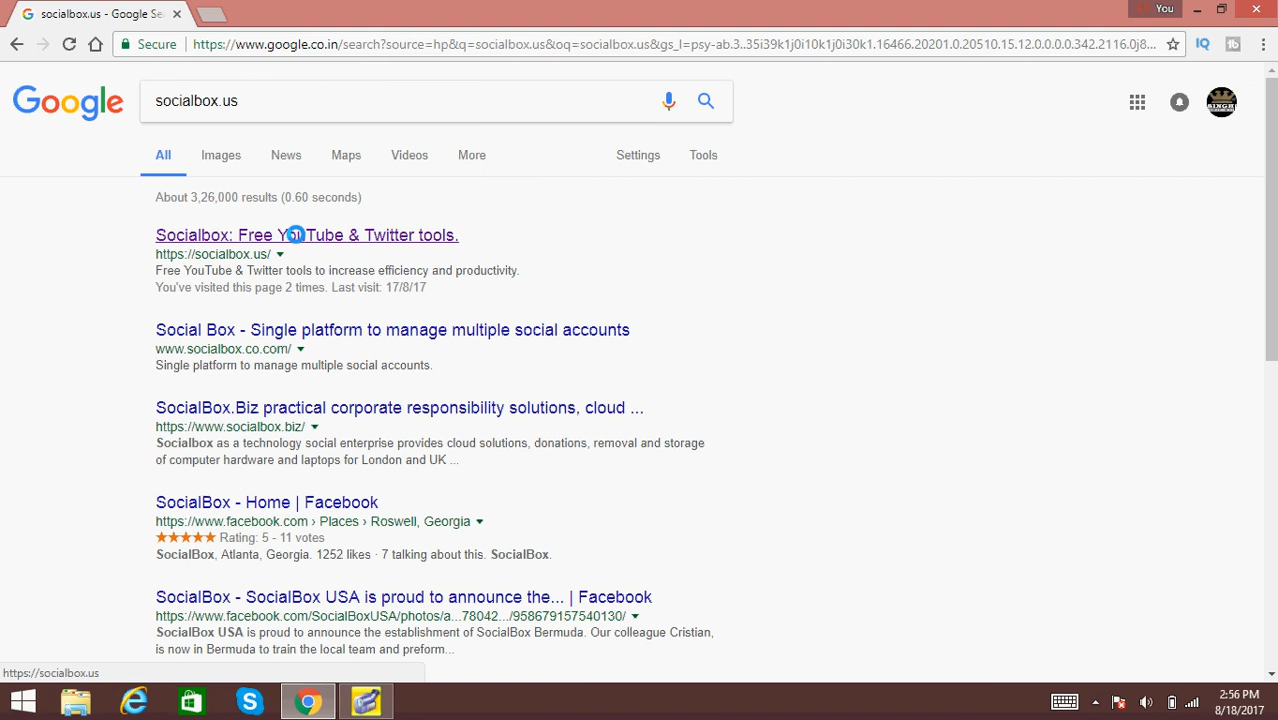 socialbox.us - Google Se
You
Secure
https://www.google.co.in/search?source=hp&q=socialbox.us&oq=socialbox.us&gs_l=psy-ab.3..35i39k1j0i10k1j0i30k1.16466.20201.0.20510.15.12.0.0.0.0.342.2116.0j8...
IQ
tb
Google
socialbox.us
SINGH
All Images News Maps Videos More Settings Tools
About 3,26,000 results (0.60 seconds)
Socialbox: Free YouTube & Twitter tools.
https://socialbox.us/
Free YouTube & Twitter tools to increase efficiency and productivity.
You've visited this page 2 times. Last visit: 17/8/17
Social Box - Single platform to manage multiple social accounts
www.socialbox.co.com/
Single platform to manage multiple social accounts.
SocialBox.Biz practical corporate responsibility solutions, cloud ...
https://www.socialbox.biz/
Socialbox as a technology social enterprise provides cloud solutions, donations, removal and storage
of computer hardware and laptops for London and UK ...
SocialBox - Home | Facebook
https://www.facebook.com › Places › Roswell, Georgia
Rating: 5 - 11 votes
SocialBox, Atlanta, Georgia. 1252 likes · 7 talking about this. SocialBox.
SocialBox - SocialBox USA is proud to announce the... | Facebook
https://www.facebook.com/SocialBoxUSA/photos/a...78042.../958679157540130/
SocialBox USA is proud to announce the establishment of SocialBox Bermuda. Our colleague Cristian,
is now in Bermuda to train the local team and preform...
https://socialbox.us
2:56 PM
8/18/2017